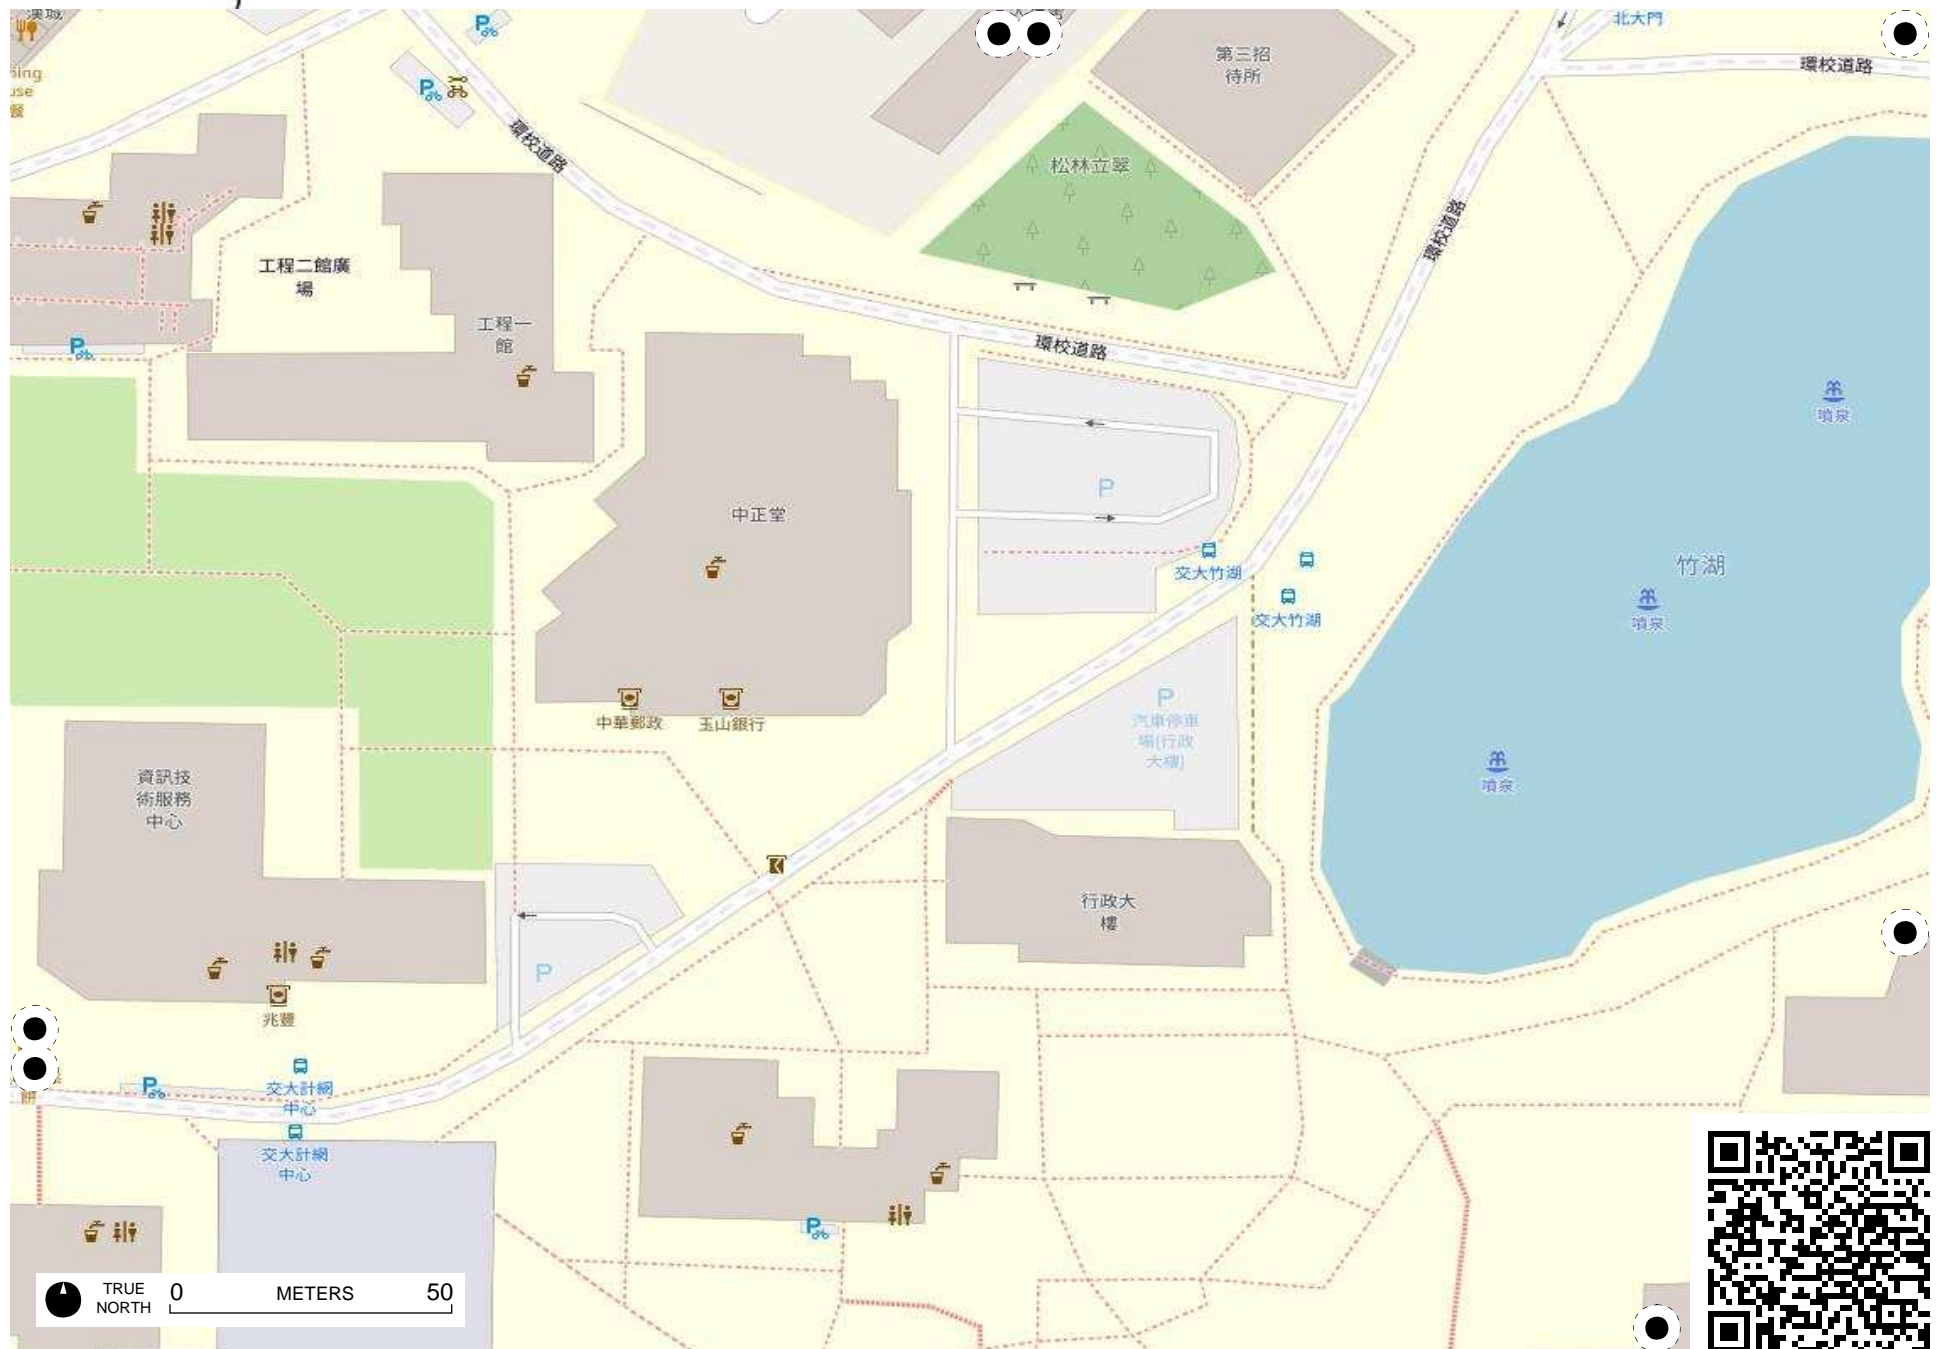 北大門
環校道路
第三招
待所
環校道路
松林立翠
環校道路
工程二館廣
場
工程一
館
環校道路
噴泉
中正堂
竹湖
交大竹湖
噴泉
交大竹湖
中華郵政
玉山銀行
P
汽車停車
場(行政
大樓)
資訊技
術服務
中心
噴泉
行政大
樓
P
P
兆豐
交大計網
中心
交大計網
中心
TRUE
NORTH
0 METERS 50